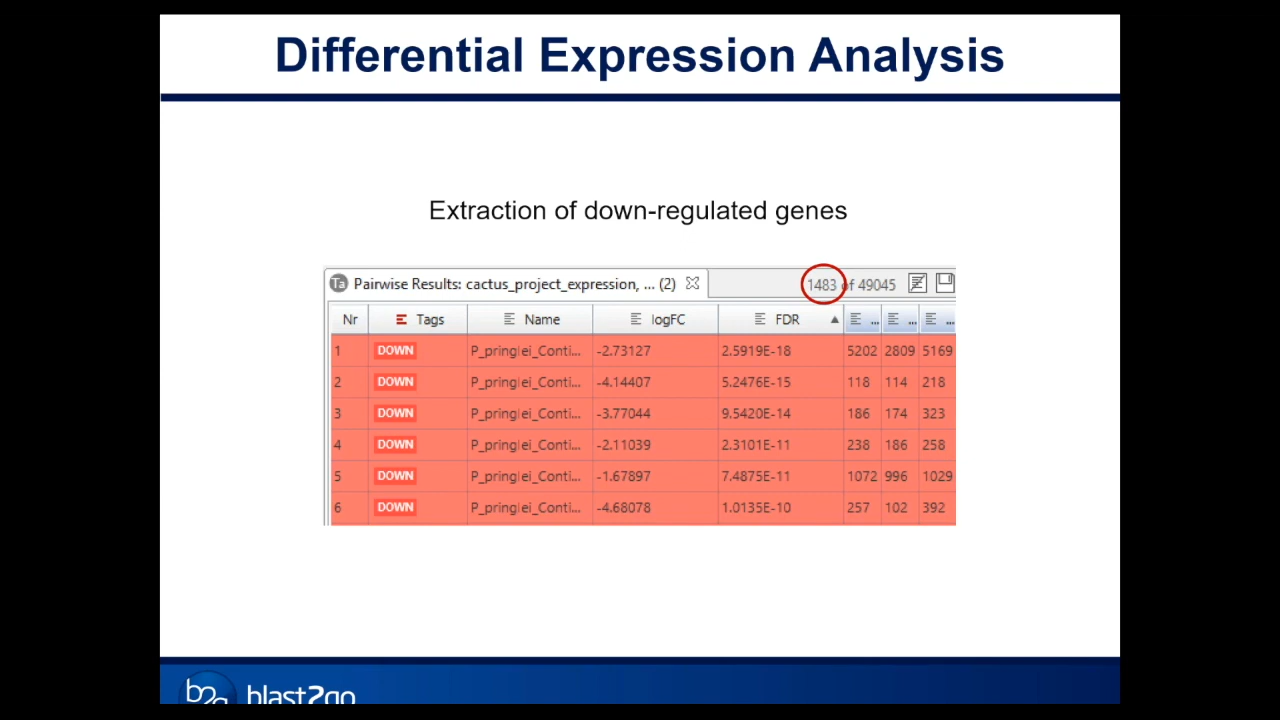 Differential Expression Analysis
Extraction of down-regulated genes
Ta Pairwise Results: cactus_project_expression, ... (2) 1483 of 49045
Nr Tags Name logFC FDR ... ... ...
1 DOWN P_pringlei_Conti... -2.73127 2.5919E-18 5202 2809 5169
2 DOWN P_pringlei_Conti... -4.14407 5.2476E-15 118 114 218
3 DOWN P_pringlei_Conti... -3.77044 9.5420E-14 186 174 323
4 DOWN P_pringlei_Conti... -2.11039 2.3101E-11 238 186 258
5 DOWN P_pringlei_Conti... -1.67897 7.4875E-11 1072 996 1029
6 DOWN P_pringlei_Conti... -4.68078 1.0135E-10 257 102 392
b2g blast2go